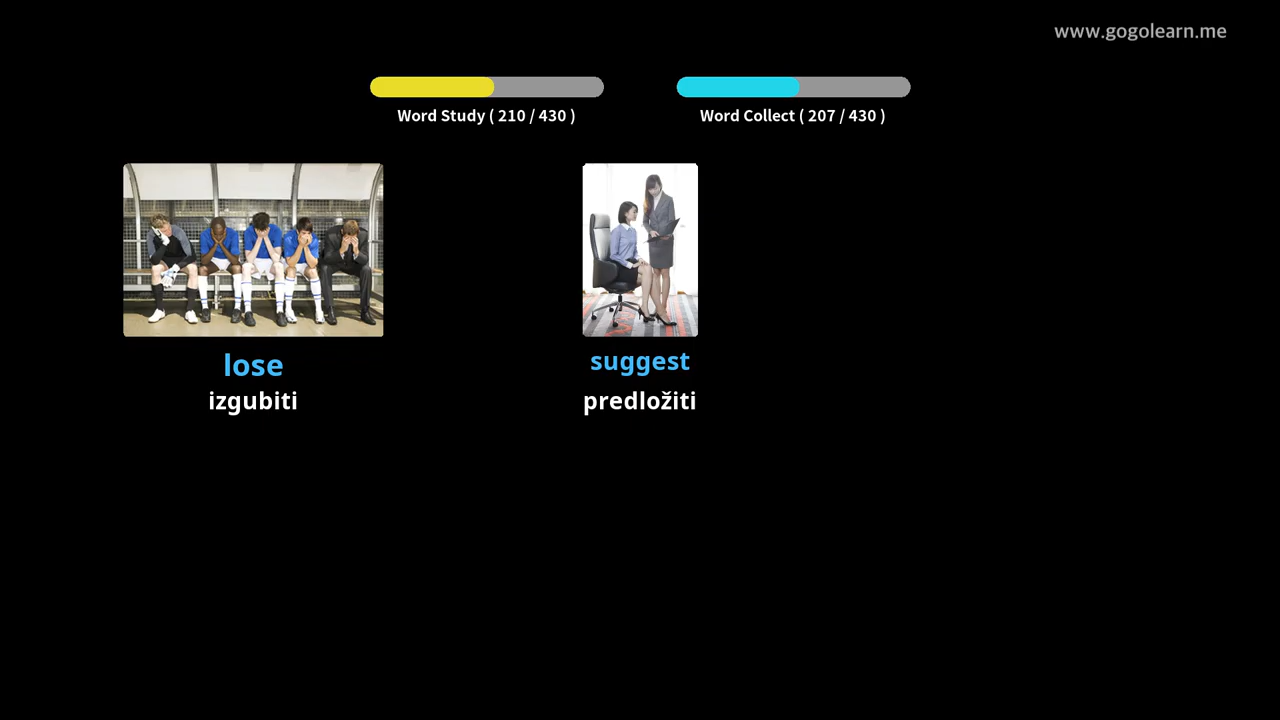 www.gogolearn.me
Word Study ( 210 / 430 )
Word Collect ( 207 / 430 )
lose
izgubiti
suggest
predložiti